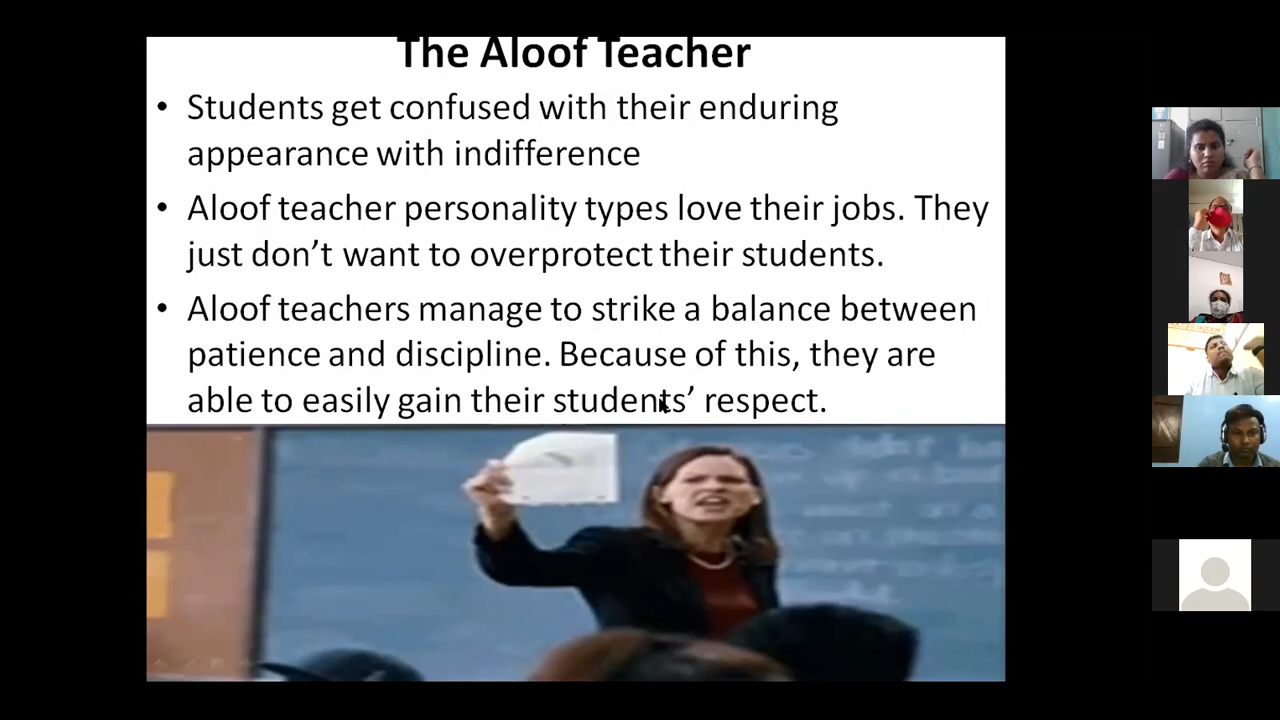 The Aloof Teacher
• Students get confused with their enduring
appearance with indifference
• Aloof teacher personality types love their jobs. They
just don't want to overprotect their students.
• Aloof teachers manage to strike a balance between
patience and discipline. Because of this, they are
able to easily gain their students' respect.